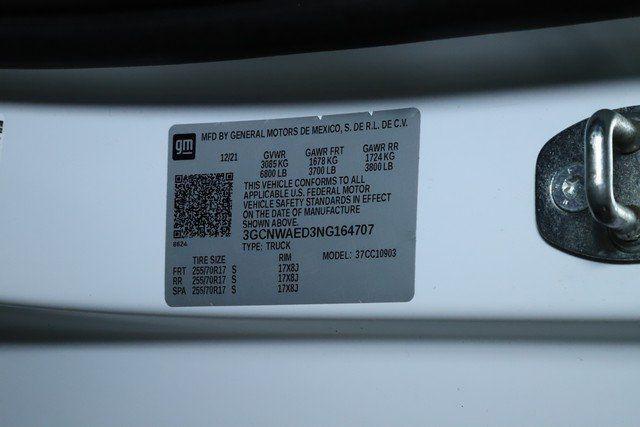 gm
MFD BY GENERAL MOTORS DE MEXICO, S. DE R.L. DE C.V.
12/21 GVWR GAWR FRT GAWR RR
3085 KG 1678 KG 1724 KG
6800 LB 3700 LB 3800 LB
THIS VEHICLE CONFORMS TO ALL
APPLICABLE U.S. FEDERAL MOTOR
VEHICLE SAFETY STANDARDS IN EFFECT
ON THE DATE OF MANUFACTURE
SHOWN ABOVE.
8624 3GCNWAED3NG164707
TYPE: TRUCK MODEL: 37CC10903
TIRE SIZE RIM
FRT 255/70R17 S 17X8J
RR 255/70R17 S 17X8J
SPA 255/70R17 S 17X8J